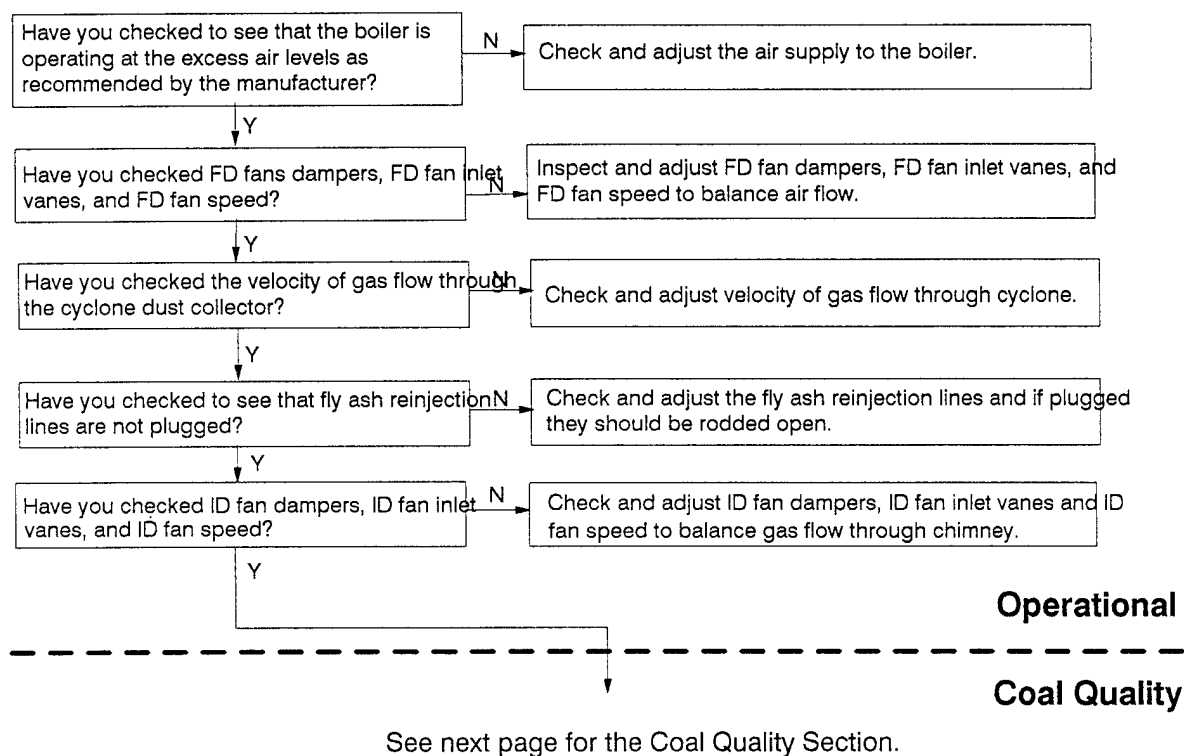 Have you checked to see that the boiler is
operating at the excess air levels as
recommended by the manufacturer?
N
Check and adjust the air supply to the boiler.
Y
Have you checked FD fans dampers, FD fan inlet
vanes, and FD fan speed?
N
Inspect and adjust FD fan dampers, FD fan inlet vanes, and
FD fan speed to balance air flow.
Y
Have you checked the velocity of gas flow through
the cyclone dust collector?
N
Check and adjust velocity of gas flow through cyclone.
Y
Have you checked to see that fly ash reinjection
lines are not plugged?
N
Check and adjust the fly ash reinjection lines and if plugged
they should be rodded open.
Y
Have you checked ID fan dampers, ID fan inlet
vanes, and ID fan speed?
N
Check and adjust ID fan dampers, ID fan inlet vanes and ID
fan speed to balance gas flow through chimney.
Y
Operational
Coal Quality
See next page for the Coal Quality Section.